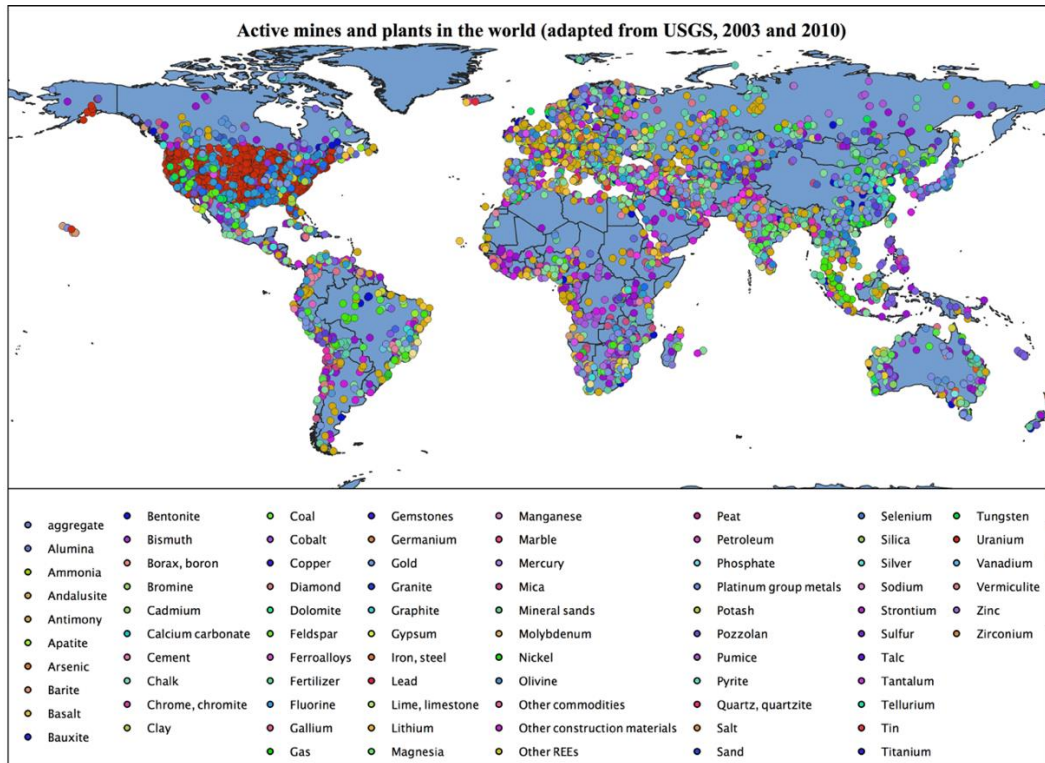 Active mines and plants in the world (adapted from USGS, 2003 and 2010)
aggregate
Alumina
Ammonia
Andalusite
Antimony
Apatite
Arsenic
Barite
Basalt
Bauxite
Bentonite
Bismuth
Borax, boron
Bromine
Cadmium
Calcium carbonate
Cement
Chalk
Chrome, chromite
Clay
Coal
Cobalt
Copper
Diamond
Dolomite
Feldspar
Ferroalloys
Fertilizer
Fluorine
Gallium
Gas
Gemstones
Germanium
Gold
Granite
Graphite
Gypsum
Iron, steel
Lead
Lime, limestone
Lithium
Magnesia
Manganese
Marble
Mercury
Mica
Mineral sands
Molybdenum
Nickel
Olivine
Other commodities
Other construction materials
Other REEs
Peat
Petroleum
Phosphate
Platinum group metals
Potash
Pozzolan
Pumice
Pyrite
Quartz, quartzite
Salt
Sand
Selenium
Silica
Silver
Sodium
Strontium
Sulfur
Talc
Tantalum
Tellurium
Tin
Titanium
Tungsten
Uranium
Vanadium
Vermiculite
Zinc
Zirconium